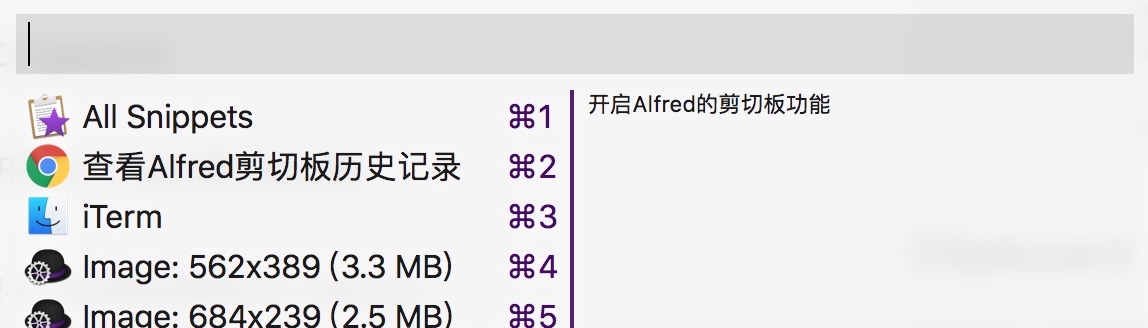 All Snippets ⌘1
查看Alfred剪切板历史记录 ⌘2
iTerm ⌘3
Image: 562x389 (3.3 MB) ⌘4
Image: 684x239 (2.5 MB) ⌘5
开启Alfred的剪切板功能